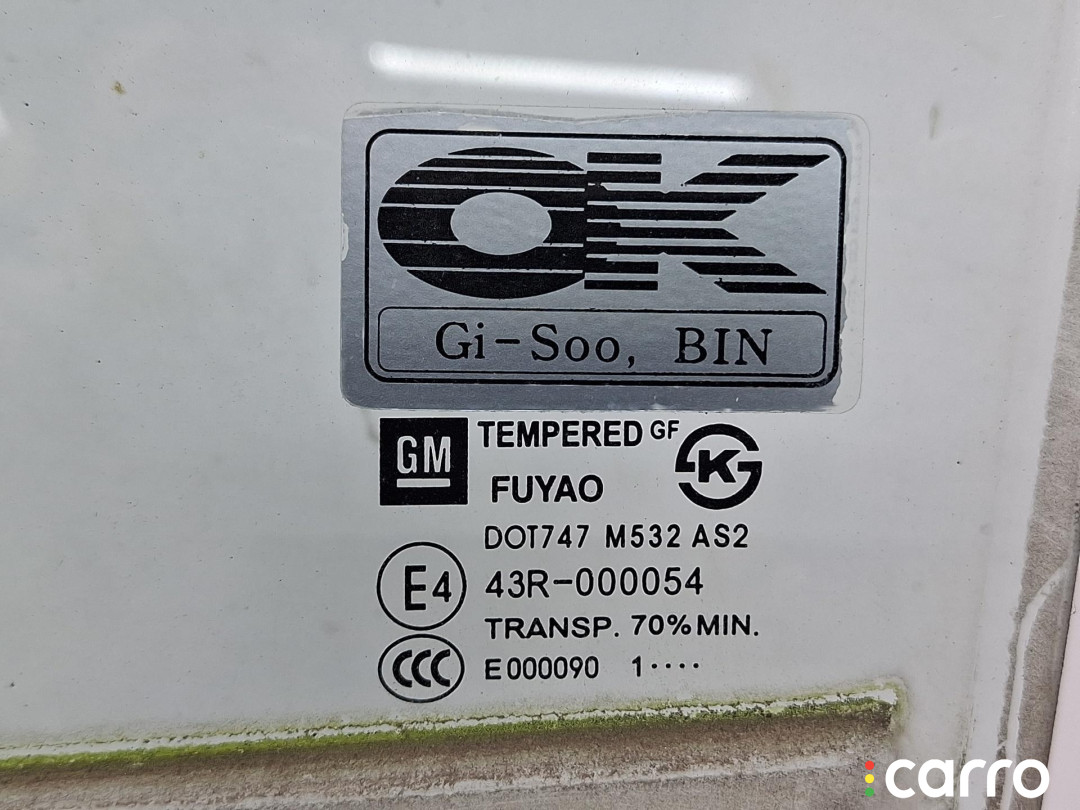 OK
Gi-Soo, BIN
GM TEMPERED GF K
FUYAO
DOT747 M532 AS2
E4 43R-000054
TRANSP. 70%MIN.
CCC E000090 1····
carro